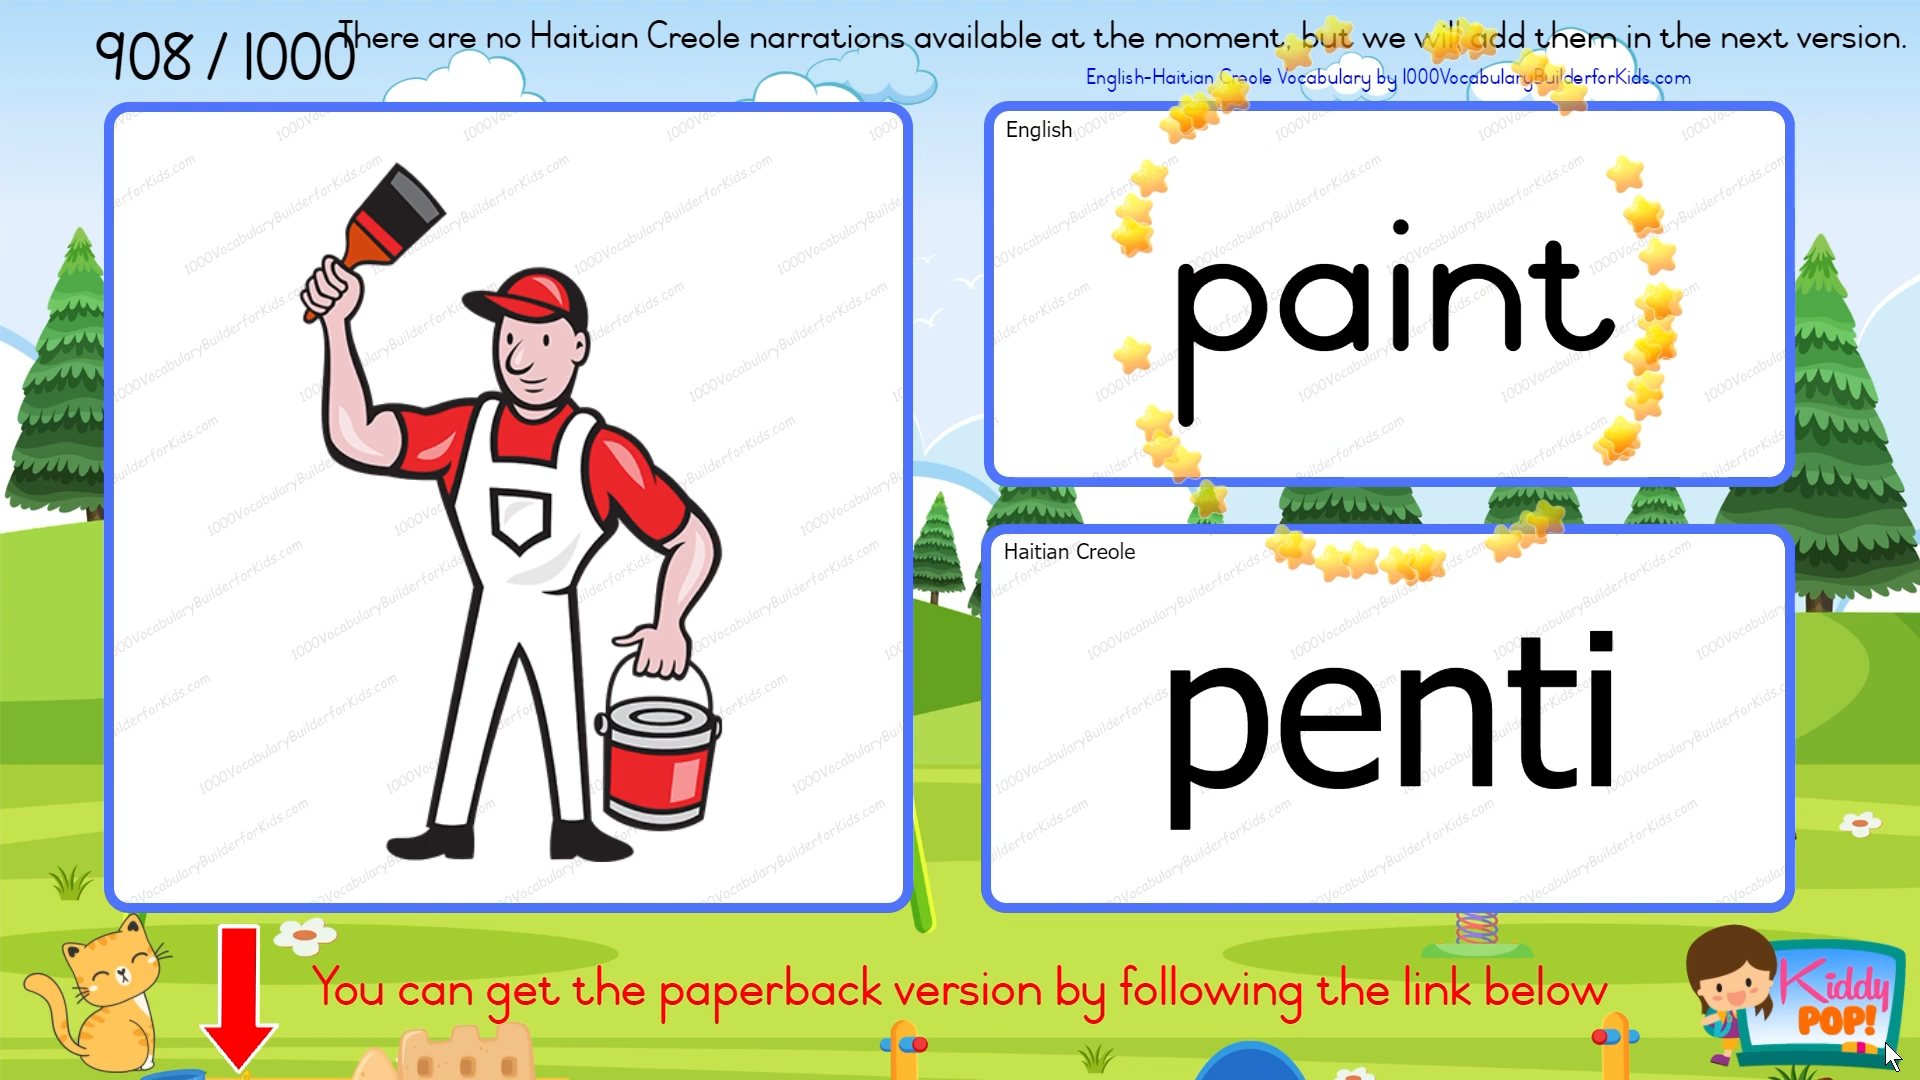 908 / 1000
There are no Haitian Creole narrations available at the moment, but we will add them in the next version.
English-Haitian Creole Vocabulary by 1000VocabularyBuilderforKids.com
English
paint
Haitian Creole
penti
You can get the paperback version by following the link below
Kiddy
POP!
1000VocabularyBuilderforKids.com